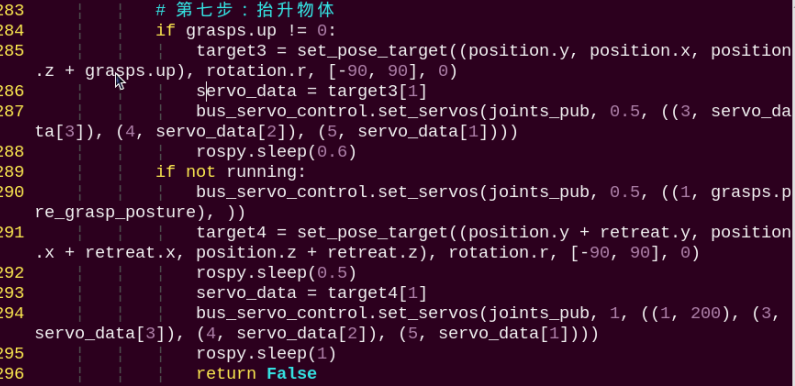 283 # 第七步：抬升物体
284 if grasps.up != 0:
285 target3 = set_pose_target((position.y, position.x, position
.z + grasps.up), rotation.r, [-90, 90], 0)
286 servo_data = target3[1]
287 bus_servo_control.set_servos(joints_pub, 0.5, ((3, servo_da
ta[3]), (4, servo_data[2]), (5, servo_data[1])))
288 rospy.sleep(0.6)
289 if not running:
290 bus_servo_control.set_servos(joints_pub, 0.5, ((1, grasps.p
re_grasp_posture), ))
291 target4 = set_pose_target((position.y + retreat.y, position
.x + retreat.x, position.z + retreat.z), rotation.r, [-90, 90], 0)
292 rospy.sleep(0.5)
293 servo_data = target4[1]
294 bus_servo_control.set_servos(joints_pub, 1, ((1, 200), (3,
servo_data[3]), (4, servo_data[2]), (5, servo_data[1])))
295 rospy.sleep(1)
296 return False